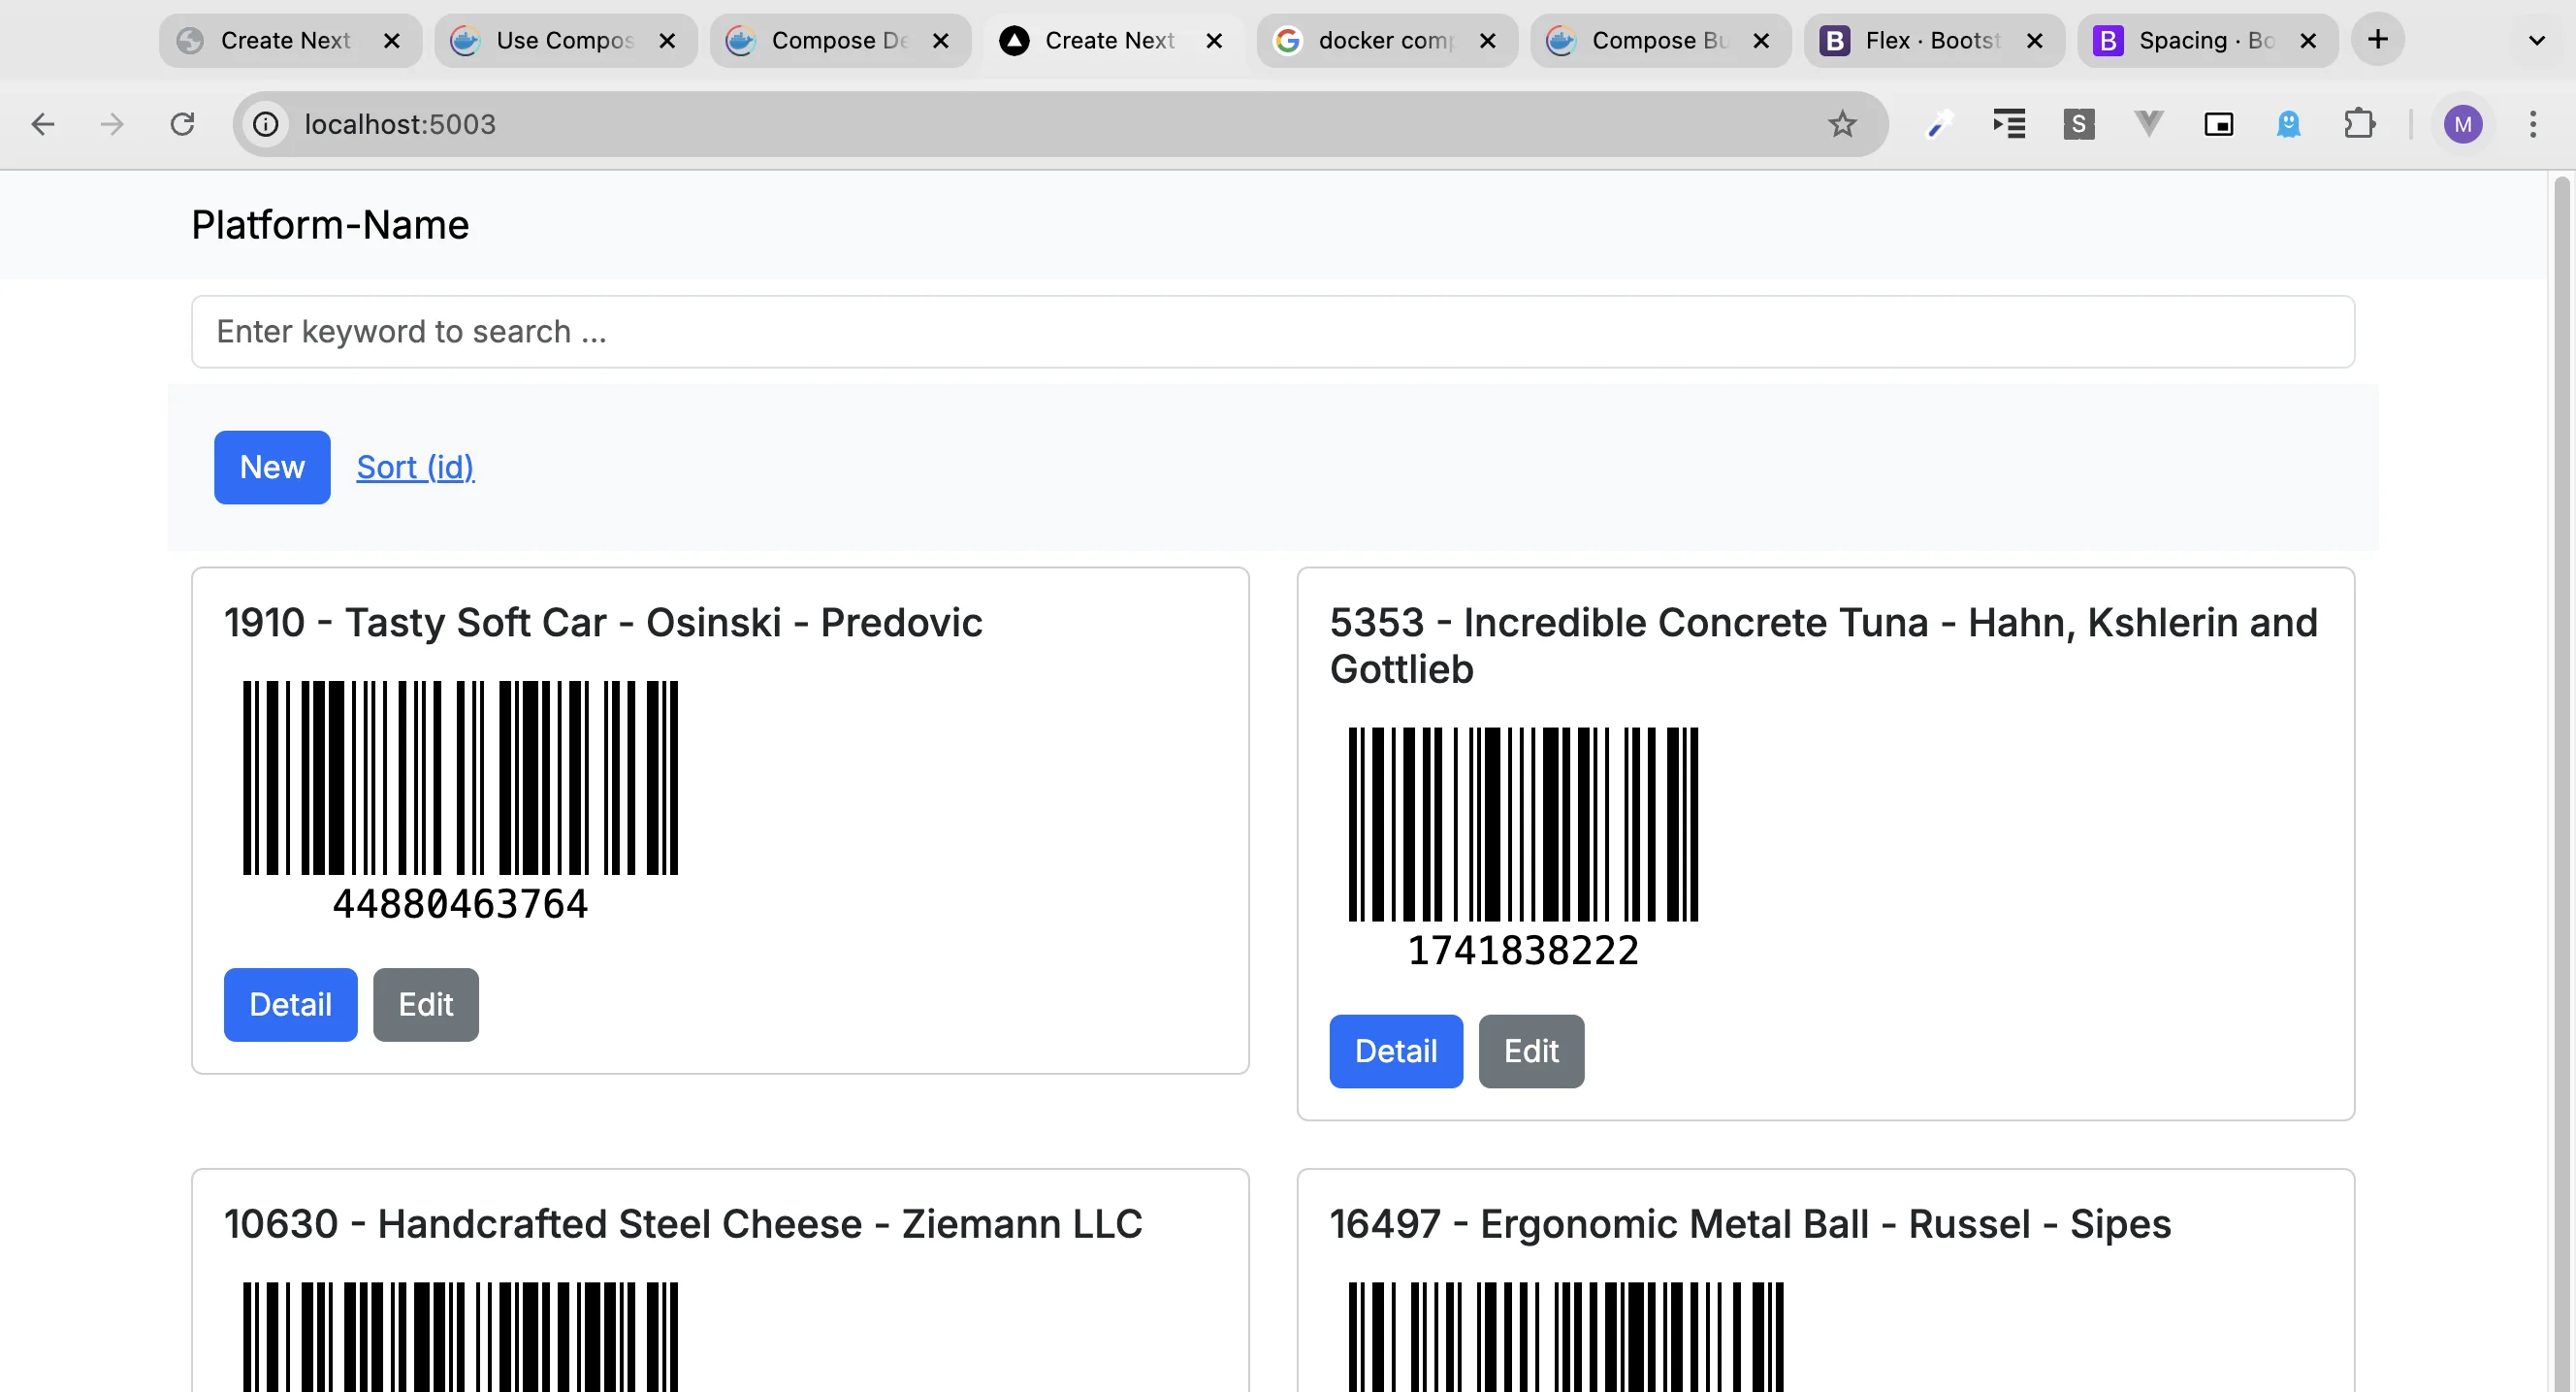 Create Next
Use Compos
Compose De
Create Next
docker comp
Compose Bu
Flex · Bootst
Spacing · Bo
localhost:5003
S
M
Platform-Name
Enter keyword to search ...
New
Sort (id)
1910 - Tasty Soft Car - Osinski - Predovic
44880463764
Detail
Edit
5353 - Incredible Concrete Tuna - Hahn, Kshlerin and
Gottlieb
1741838222
Detail
Edit
10630 - Handcrafted Steel Cheese - Ziemann LLC
16497 - Ergonomic Metal Ball - Russel - Sipes